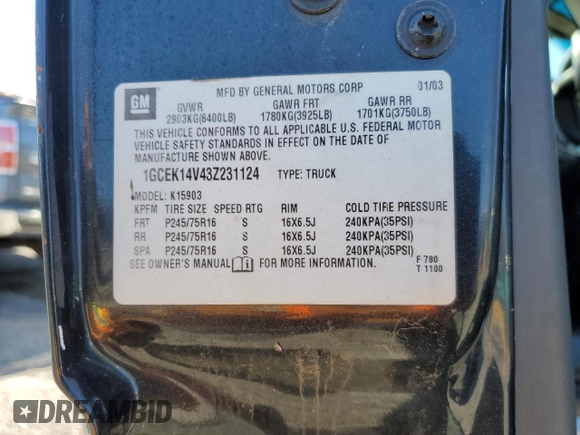 GM
MFD BY GENERAL MOTORS CORP 01/03
GVWR GAWR FRT GAWR RR
2903KG(6400LB) 1780KG(3925LB) 1701KG(3750LB)
THIS VEHICLE CONFORMS TO ALL APPLICABLE U.S. FEDERAL MOTOR
VEHICLE SAFETY STANDARDS IN EFFECT ON THE DATE OF
MANUFACTURE SHOWN ABOVE.
1GCEK14V43Z231124 TYPE: TRUCK
MODEL: K15903
KPFM TIRE SIZE SPEED RTG RIM COLD TIRE PRESSURE
FRT P245/75R16 S 16X6.5J 240KPA(35PSI)
RR P245/75R16 S 16X6.5J 240KPA(35PSI)
SPA P245/75R16 S 16X6.5J 240KPA(35PSI)
SEE OWNER'S MANUAL FOR MORE INFORMATION.
F 780
T 1100
DREAMBID